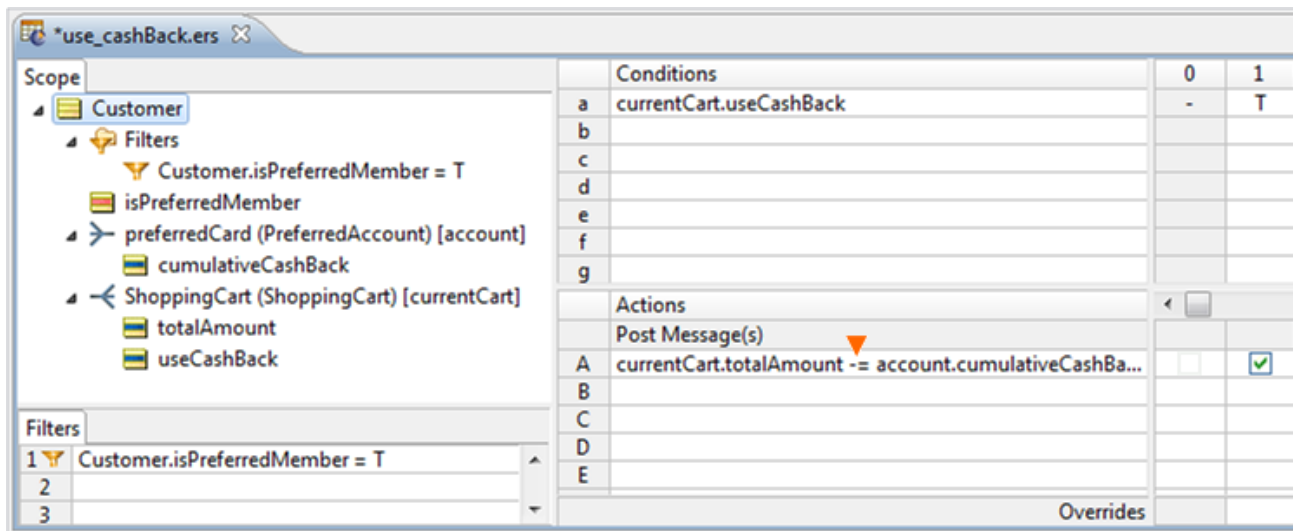 *use_cashBack.ers
Scope
Customer
Filters
Customer.isPreferredMember = T
isPreferredMember
preferredCard (PreferredAccount) [account]
cumulativeCashBack
ShoppingCart (ShoppingCart) [currentCart]
totalAmount
useCashBack
Filters
1 Customer.isPreferredMember = T
2
3
Conditions 0 1
a currentCart.useCashBack - T
b
c
d
e
f
g
Actions
Post Message(s)
A currentCart.totalAmount -= account.cumulativeCashBa...
B
C
D
E
Overrides